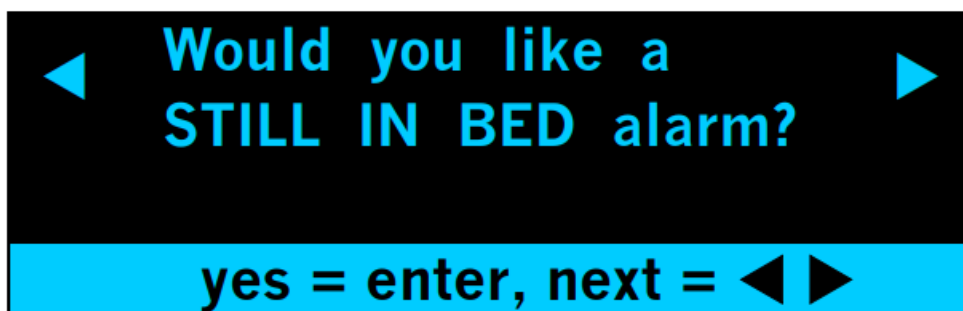 Would you like a
STILL IN BED alarm?
yes = enter, next = ◀ ▶